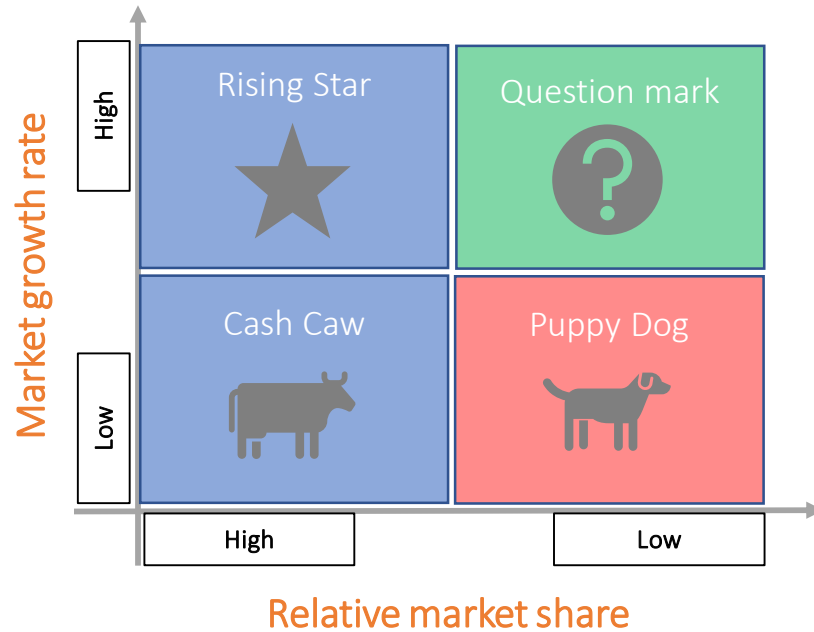 Market growth rate
High
Low
Rising Star
Question mark
?
Cash Caw
Puppy Dog
High
Low
Relative market share